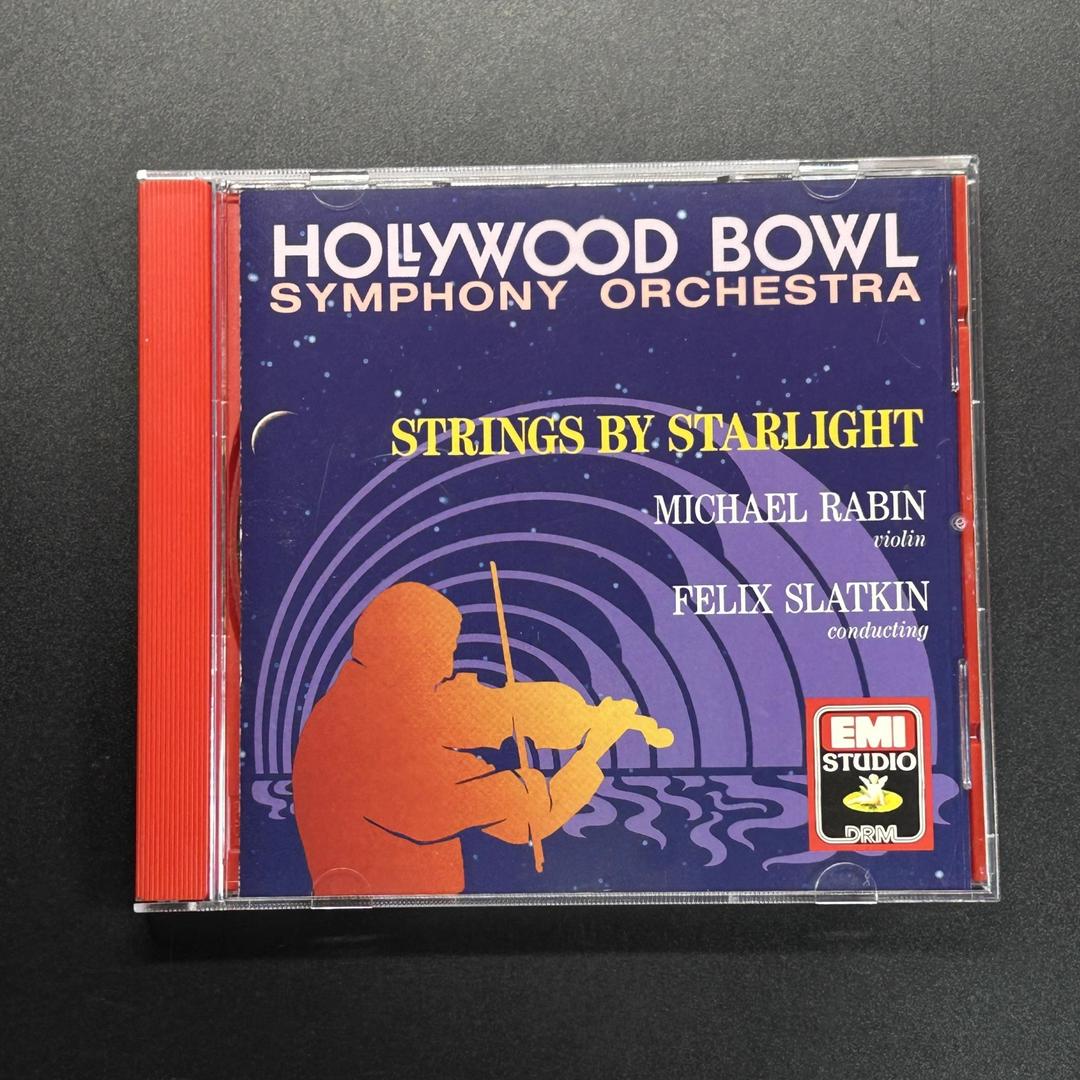 HOLLYWOOD BOWL
SYMPHONY ORCHESTRA
STRINGS BY STARLIGHT
MICHAEL RABIN
violin
FELIX SLATKIN
conducting
EMI
STUDIO
DRM